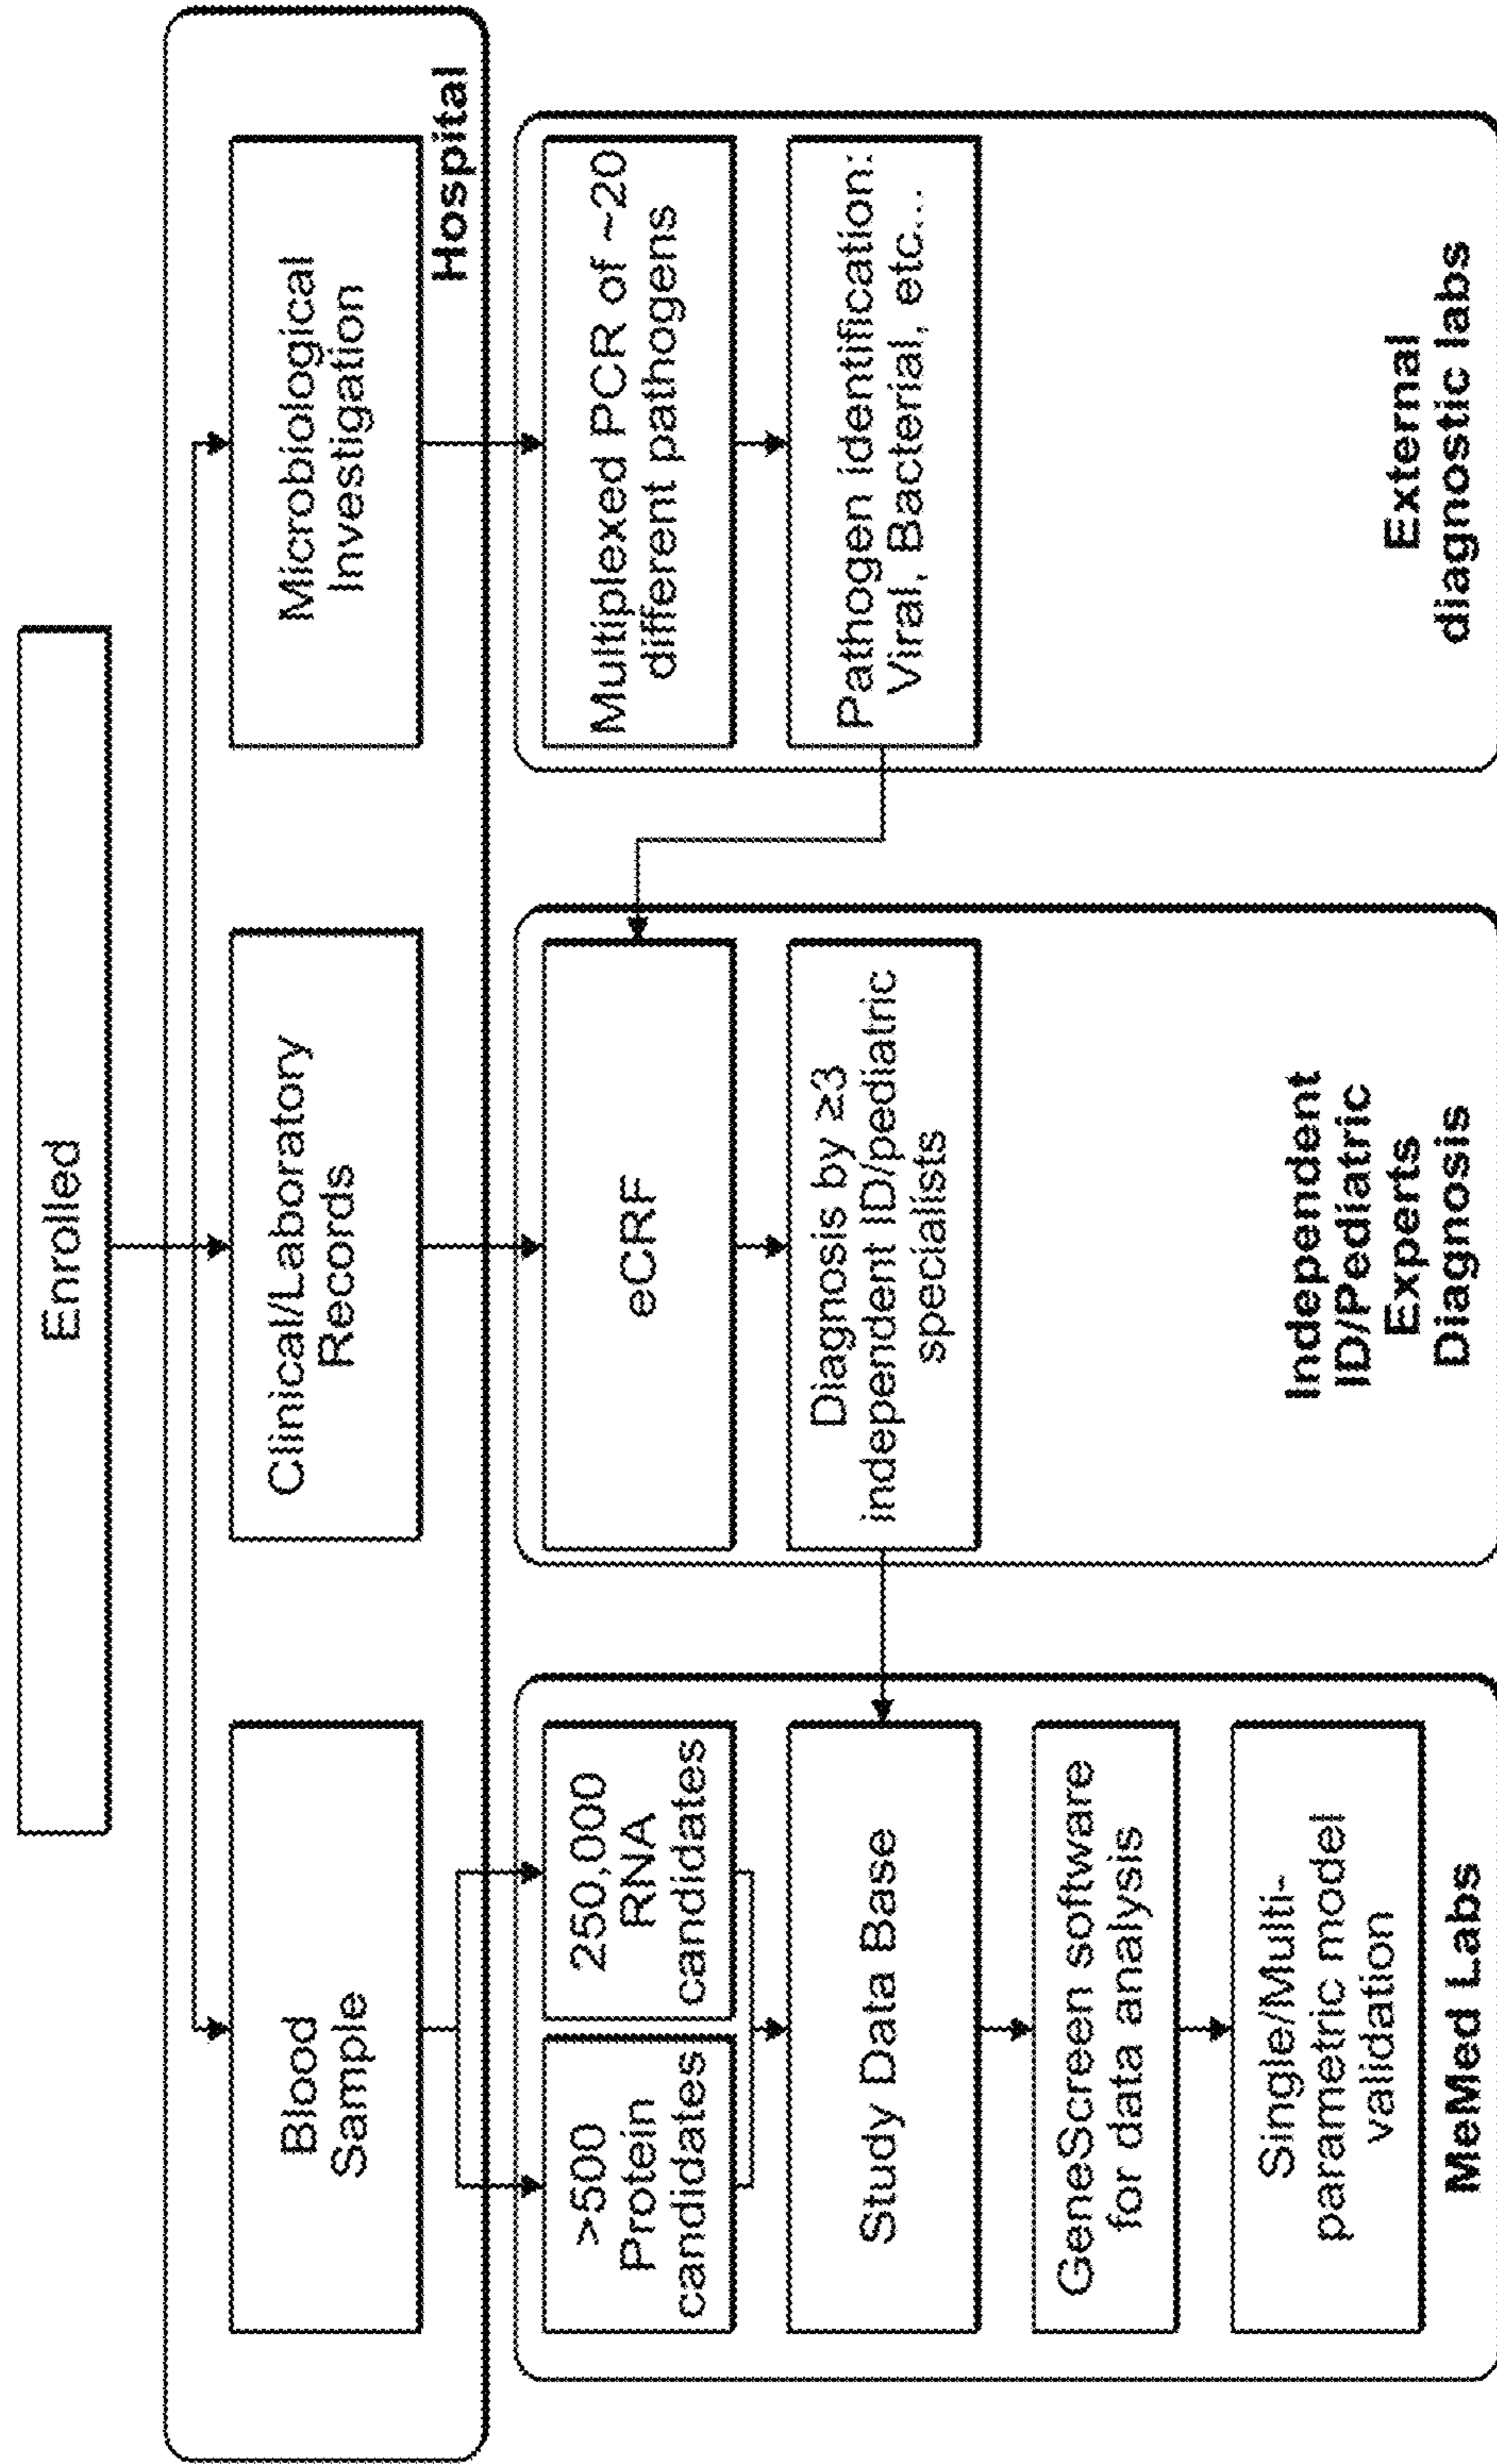 Enrolled
Blood
Sample
Clinical/Laboratory
Records
Microbiological
Investigation
Hospital
>500
Protein
candidates
250,000
RNA
candidates
Study Data Base
GeneScreen software
for data analysis
Single/Multi-
parametric model
validation
MeMed Labs
eCRF
Diagnosis by ≥3
independent ID/pediatric
specialists
Independent
ID/Pediatric
Experts
Diagnosis
Multiplexed PCR of ~20
different pathogens
Pathogen identification:
Viral, Bacterial, etc...
External
diagnostic labs